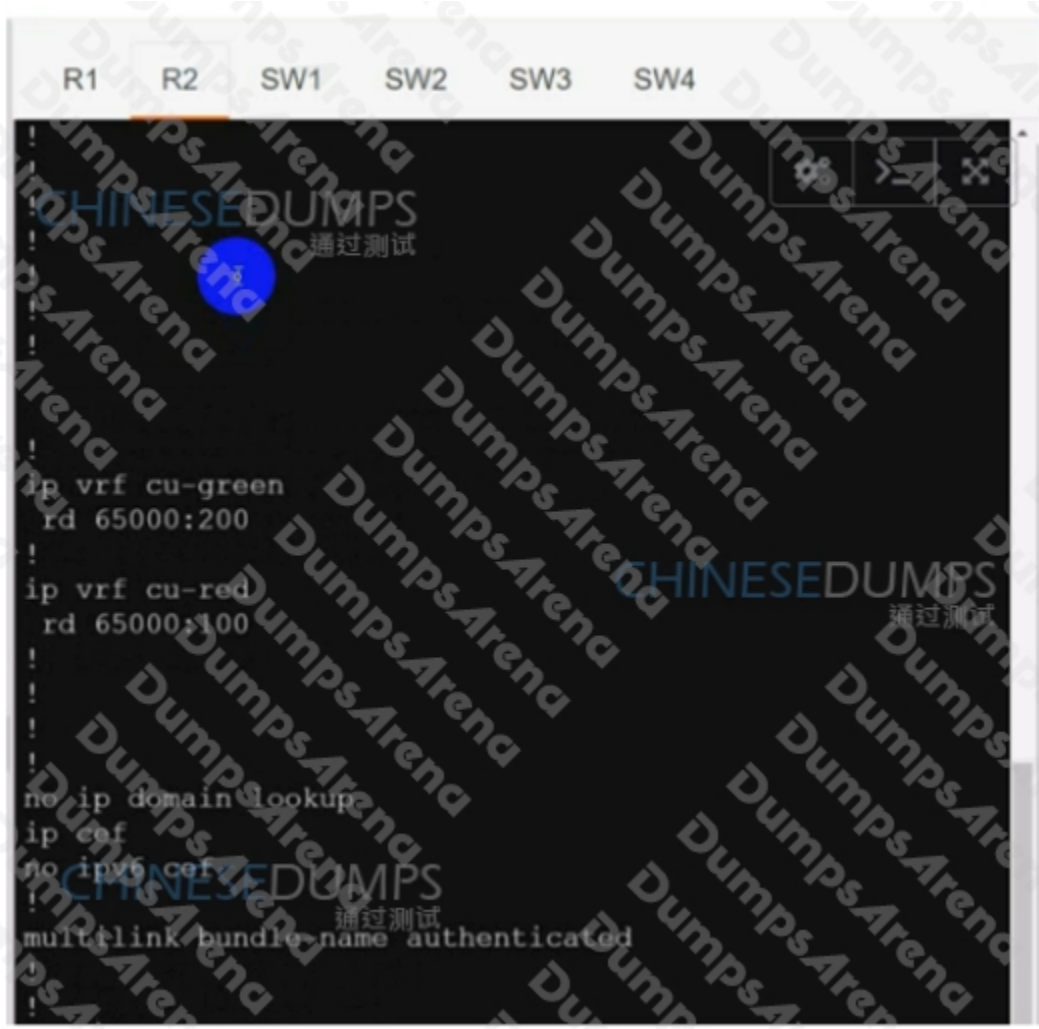 R1 R2 SW1 SW2 SW3 SW4
!
!
!
!
!
!
!
CHINESEDUMPS
通过测试
!
ip vrf cu-green
rd 65000:200
!
ip vrf cu-red
rd 65000:100
CHINESEDUMPS
通过测试
!
!
!
!
no ip domain lookup
ip cef
no ipv6 cef
!
CHINESEDUMPS
通过测试
multilink bundle-name authenticated
!
!
DumpsArena